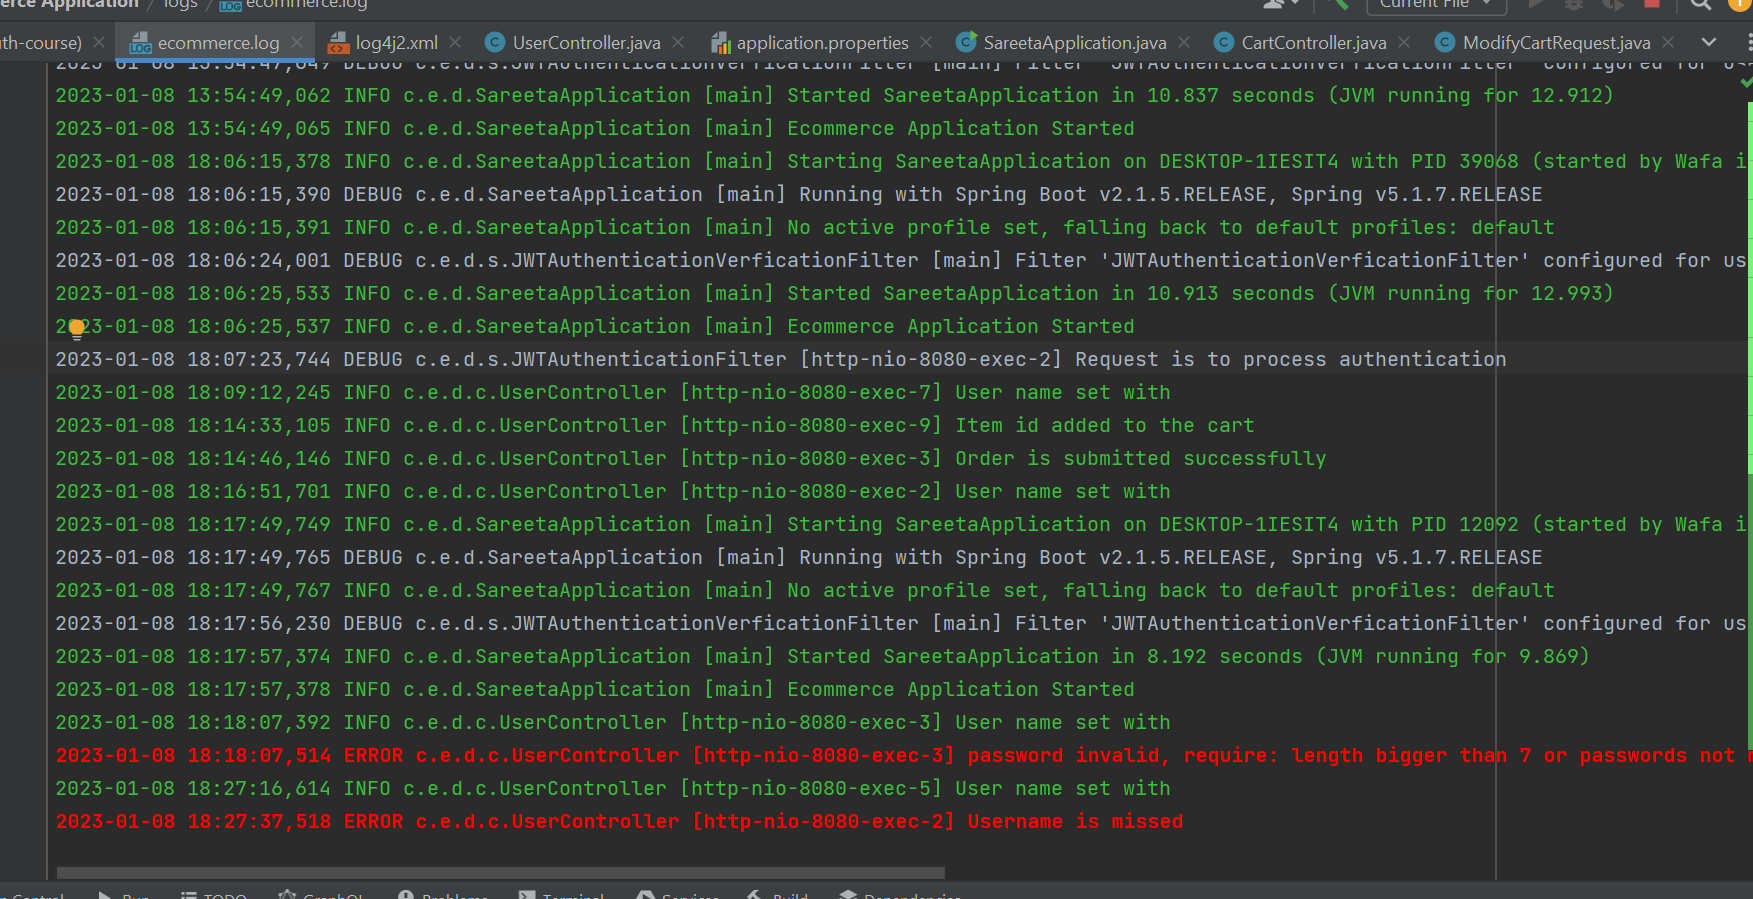 erce Application / logs / ecommerce.log Current File
th-course) ecommerce.log log4j2.xml UserController.java application.properties SareetaApplication.java CartController.java ModifyCartRequest.java
2023-01-08 13:54:47,649 DEBUG c.e.d.s.JWTAuthenticationVerficationFilter [main] Filter 'JWTAuthenticationVerficationFilter' configured for us
2023-01-08 13:54:49,062 INFO c.e.d.SareetaApplication [main] Started SareetaApplication in 10.837 seconds (JVM running for 12.912)
2023-01-08 13:54:49,065 INFO c.e.d.SareetaApplication [main] Ecommerce Application Started
2023-01-08 18:06:15,378 INFO c.e.d.SareetaApplication [main] Starting SareetaApplication on DESKTOP-1IESIT4 with PID 39068 (started by Wafa i
2023-01-08 18:06:15,390 DEBUG c.e.d.SareetaApplication [main] Running with Spring Boot v2.1.5.RELEASE, Spring v5.1.7.RELEASE
2023-01-08 18:06:15,391 INFO c.e.d.SareetaApplication [main] No active profile set, falling back to default profiles: default
2023-01-08 18:06:24,001 DEBUG c.e.d.s.JWTAuthenticationVerficationFilter [main] Filter 'JWTAuthenticationVerficationFilter' configured for us
2023-01-08 18:06:25,533 INFO c.e.d.SareetaApplication [main] Started SareetaApplication in 10.913 seconds (JVM running for 12.993)
2023-01-08 18:06:25,537 INFO c.e.d.SareetaApplication [main] Ecommerce Application Started
2023-01-08 18:07:23,744 DEBUG c.e.d.s.JWTAuthenticationFilter [http-nio-8080-exec-2] Request is to process authentication
2023-01-08 18:09:12,245 INFO c.e.d.c.UserController [http-nio-8080-exec-7] User name set with
2023-01-08 18:14:33,105 INFO c.e.d.c.UserController [http-nio-8080-exec-9] Item id added to the cart
2023-01-08 18:14:46,146 INFO c.e.d.c.UserController [http-nio-8080-exec-3] Order is submitted successfully
2023-01-08 18:16:51,701 INFO c.e.d.c.UserController [http-nio-8080-exec-2] User name set with
2023-01-08 18:17:49,749 INFO c.e.d.SareetaApplication [main] Starting SareetaApplication on DESKTOP-1IESIT4 with PID 12092 (started by Wafa i
2023-01-08 18:17:49,765 DEBUG c.e.d.SareetaApplication [main] Running with Spring Boot v2.1.5.RELEASE, Spring v5.1.7.RELEASE
2023-01-08 18:17:49,767 INFO c.e.d.SareetaApplication [main] No active profile set, falling back to default profiles: default
2023-01-08 18:17:56,230 DEBUG c.e.d.s.JWTAuthenticationVerficationFilter [main] Filter 'JWTAuthenticationVerficationFilter' configured for us
2023-01-08 18:17:57,374 INFO c.e.d.SareetaApplication [main] Started SareetaApplication in 8.192 seconds (JVM running for 9.869)
2023-01-08 18:17:57,378 INFO c.e.d.SareetaApplication [main] Ecommerce Application Started
2023-01-08 18:18:07,392 INFO c.e.d.c.UserController [http-nio-8080-exec-3] User name set with
2023-01-08 18:18:07,514 ERROR c.e.d.c.UserController [http-nio-8080-exec-3] password invalid, require: length bigger than 7 or passwords not
2023-01-08 18:27:16,614 INFO c.e.d.c.UserController [http-nio-8080-exec-5] User name set with
2023-01-08 18:27:37,518 ERROR c.e.d.c.UserController [http-nio-8080-exec-2] Username is missed
Control Run TODO GraphQL Problems Terminal Services Build Dependencies